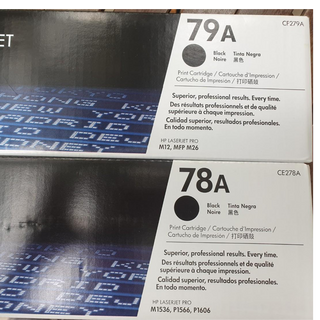 JET
79A
CF279A
Black Tinta Negra
Noire 黑色
Print Cartridge / Cartouche d'Impression /
Cartucho de Impresión / 打印硒鼓
Superior, professional results. Every time.
Des résultats professionnels et de qualité
supérieure à chaque impression.
Calidad superior, resultados profesionales.
En todo momento.
HP LASERJET PRO
M12, MFP M26
78A
CE278A
Black Tinta Negra
Noire 黑色
Print Cartridge / Cartouche d'Impression /
Cartucho de Impresión / 打印硒鼓
Superior, professional results. Every time.
Des résultats professionnels et de qualité
supérieure à chaque impression.
Calidad superior, resultados profesionales.
En todo momento.
HP LASERJET PRO
M1536, P1566, P1606